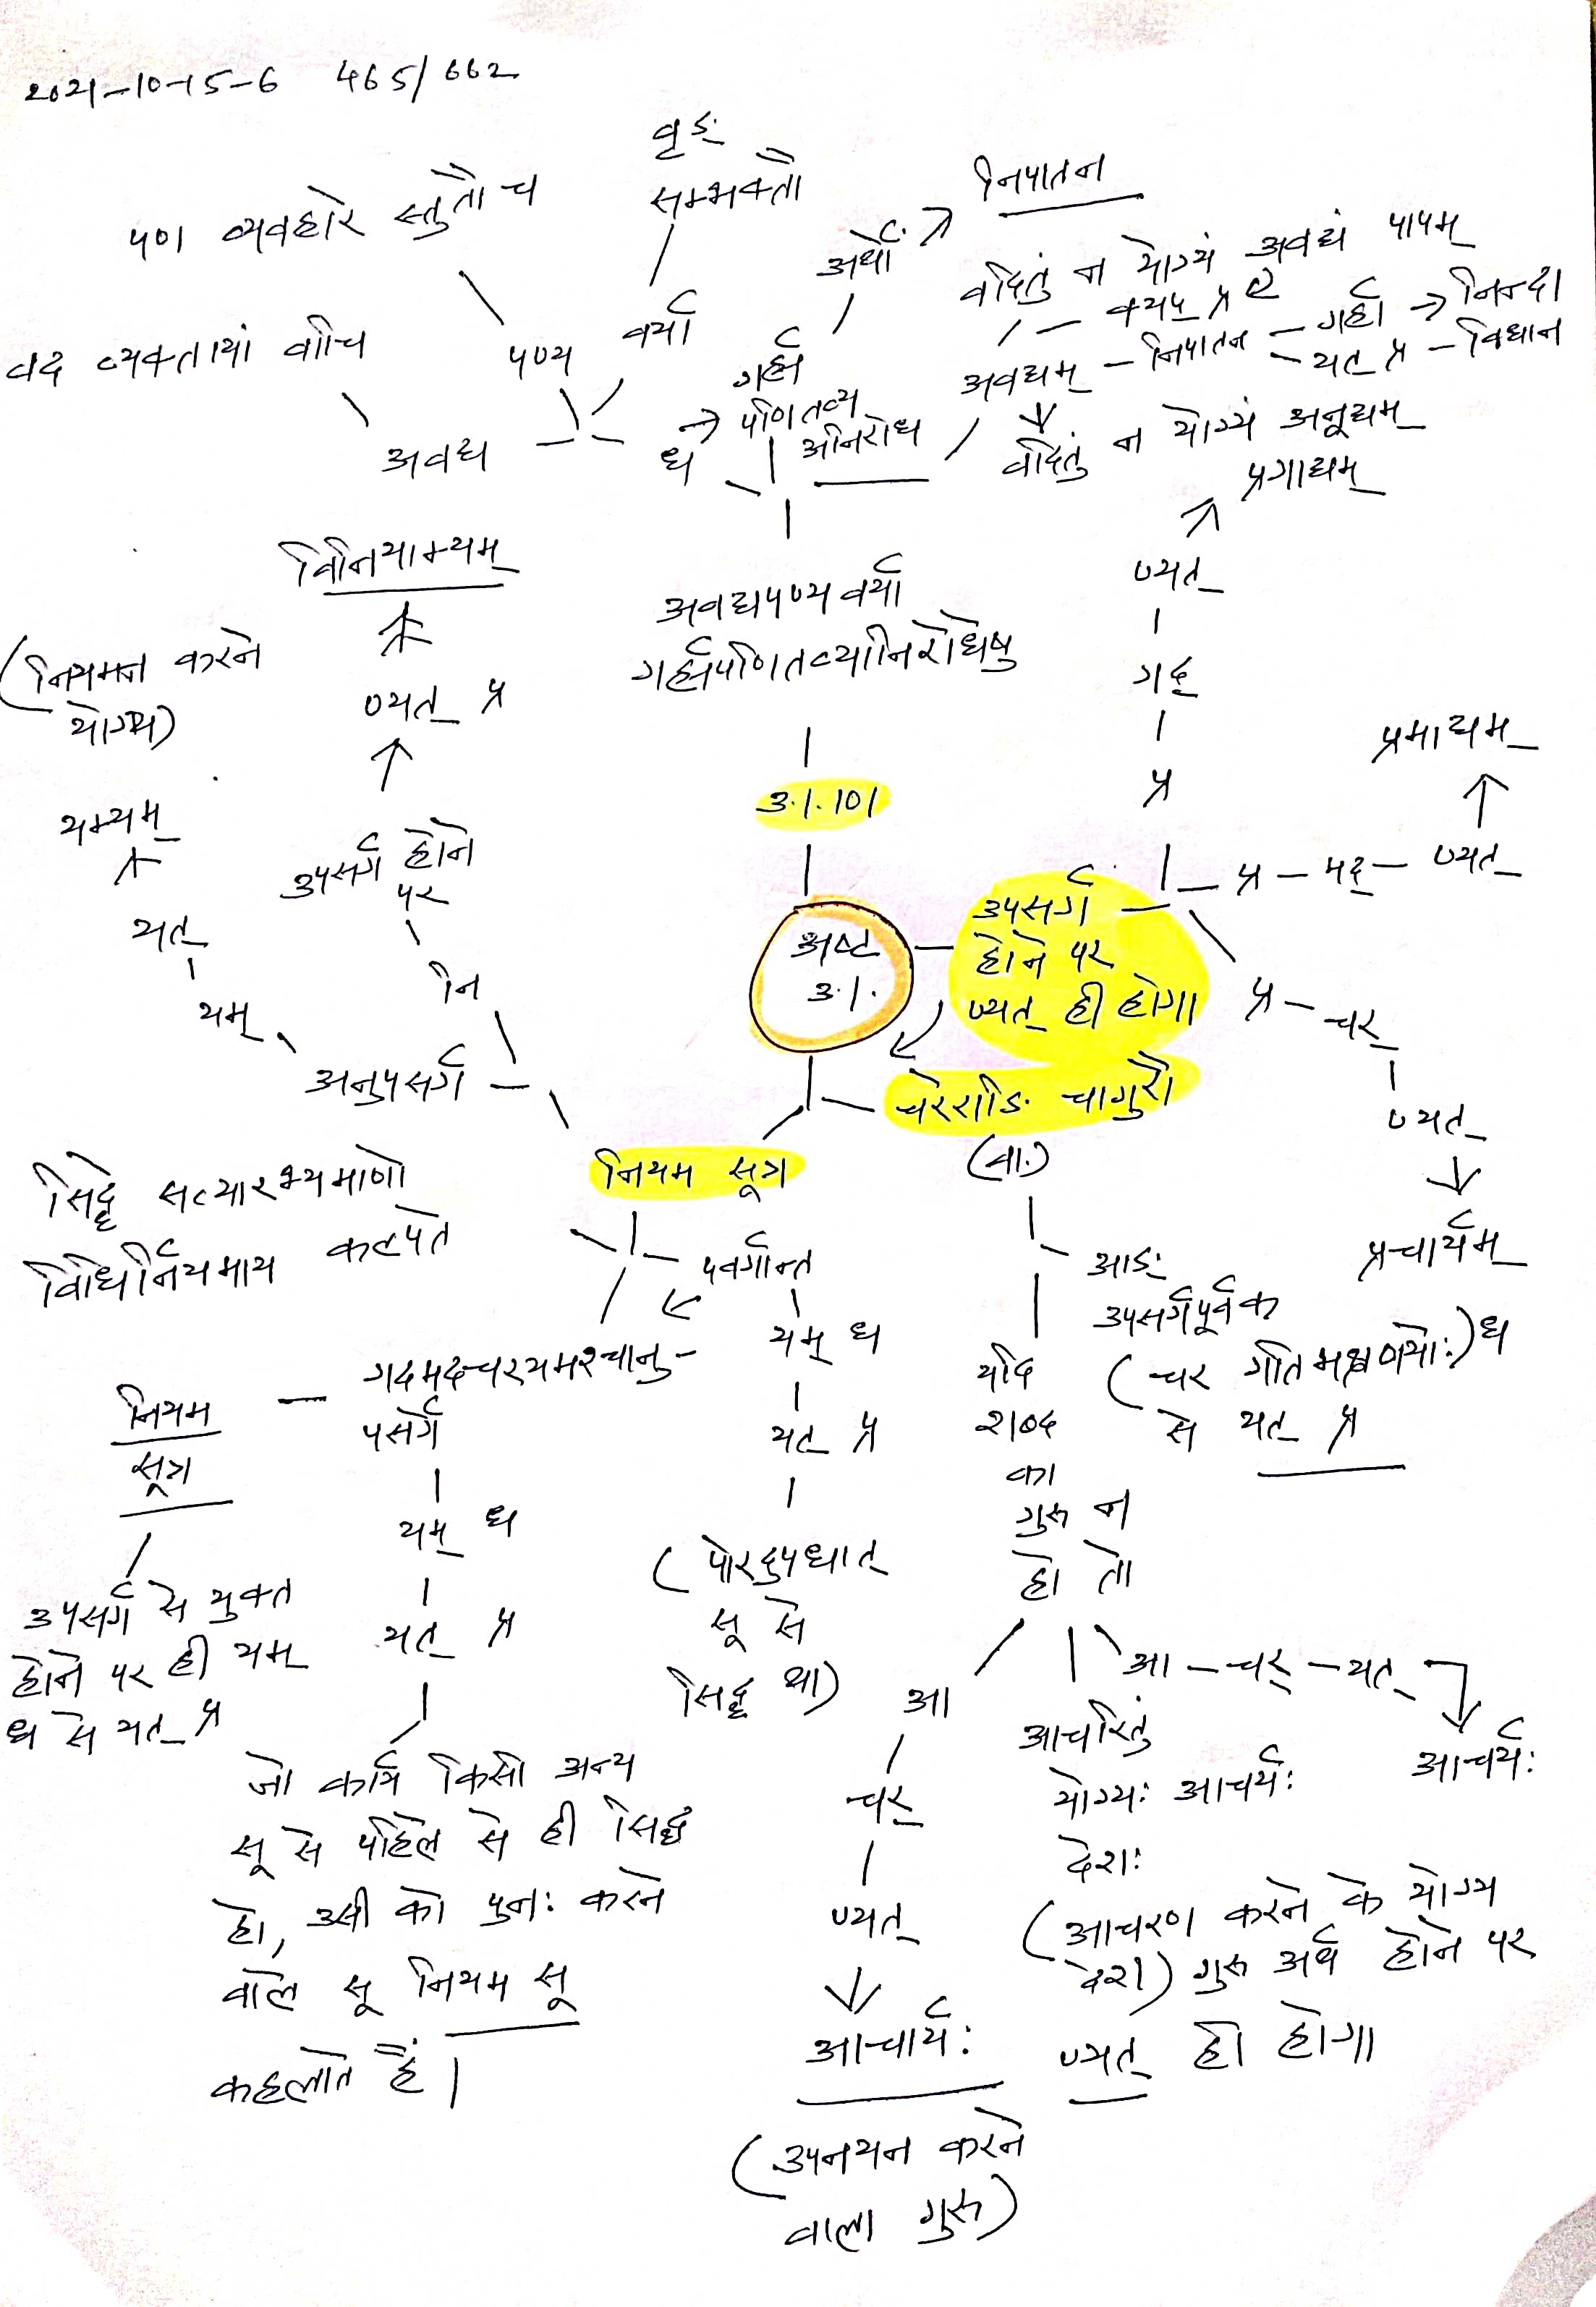 2021-10-15-6 465/662
वृङ्
सम्भक्तौ
निपातन
पण व्यवहारे स्तुतौ च
अर्थों
वदितुं न योग्यं अवद्यं पापम्
वद व्यक्तायां वाचि
पण्य
वर्या
गर्ह्य
पणितव्य
अनिरोध
क्यप् प्र
अवद्यम् - निपातन - गर्हा → निन्दा
- यत् प्र - विधान
अवद्य
ध
वदितुं न योग्यं अनूद्यम्
प्रगाद्यम्
ण्यत्
गद्
प्र
विनियाम्यम्
(नियमन करने
योग्य)
ण्यत् प्र
उपसर्ग होने
पर
नि
यम्यम्
यत्
यम्
अनुपसर्ग
अवद्यपण्यवर्या
गर्ह्यपणितव्यानिरोधेषु
3.1.101
अष्ट
3.1.
उपसर्ग
होने पर
ण्यत् ही होगा
प्र - मद् - ण्यत्
प्रमाद्यम्
प्र - चर्
ण्यत्
प्रचार्यम्
चरेराङि चागुरौ
(वा.)
नियम सूत्र
सिद्धे सत्यारभ्यमाणो
विधिर्नियमाय कल्पते
पवर्गान्त
यम् ध
यत् प्र
(पोरदुपधात्
सू से
सिद्ध था)
गदमदचरयमश्चानु-
पसर्गे
यम् ध
यत् प्र
नियम
सूत्र
उपसर्ग से युक्त
होने पर ही यम्
ध से यत् प्र
जो कार्य किसी अन्य
सू से पहिले से ही सिद्ध
हो, उसी को पुनः करने
वाले सू नियम सू
कहलाते हैं।
आङ्
उपसर्गपूर्वक
(चर गतिभक्षणयोः) ध
से यत् प्र
यदि
शब्द
का
गुरु न
हो तो
आ
चर्
ण्यत्
आचार्यः
(उपनयन करने
वाला गुरु)
आ - चर् - यत्
आचर्यः
आचरितुं
योग्यः आचर्यः
देशः
(आचरण करने के योग्य
देश) गुरु अर्थ होने पर
ण्यत् ही होगा